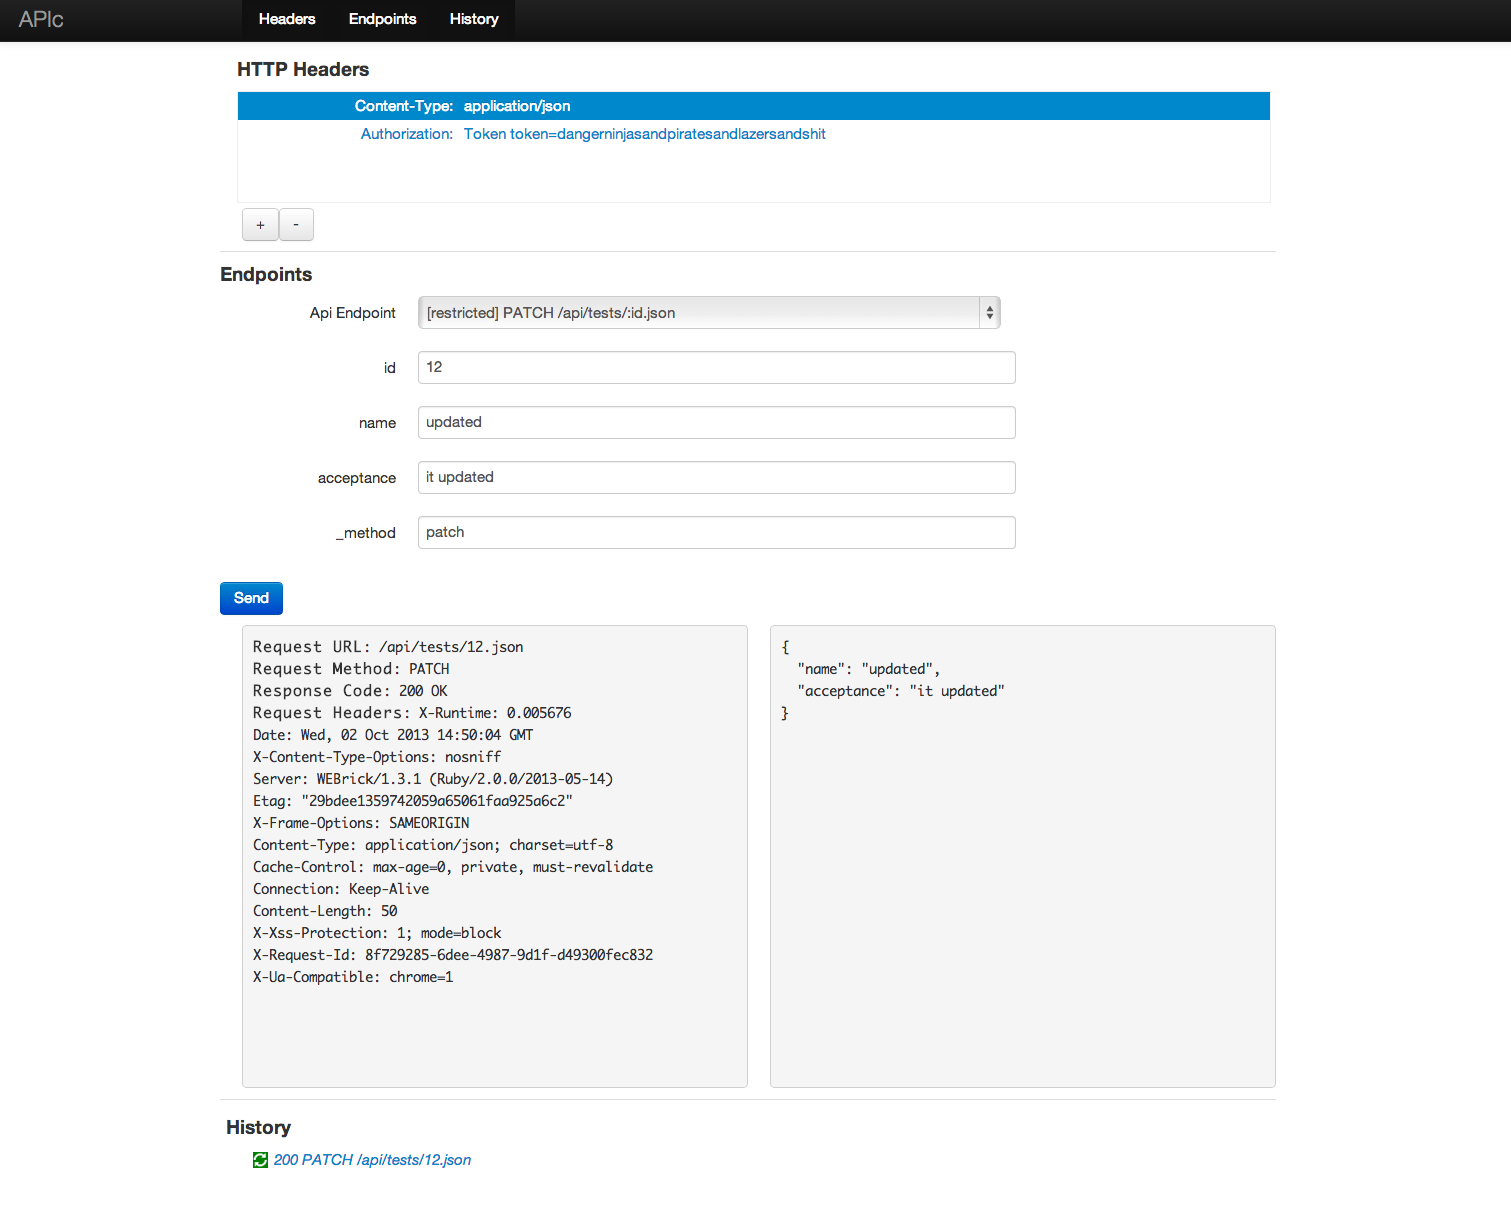 APIc Headers Endpoints History
HTTP Headers
Content-Type: application/json
Authorization: Token token=dangerninjasandpiratesandlazersandshit
+ -
Endpoints
Api Endpoint [restricted] PATCH /api/tests/:id.json
id 12
name updated
acceptance it updated
_method patch
Send
Request URL: /api/tests/12.json
Request Method: PATCH
Response Code: 200 OK
Request Headers: X-Runtime: 0.005676
Date: Wed, 02 Oct 2013 14:50:04 GMT
X-Content-Type-Options: nosniff
Server: WEBrick/1.3.1 (Ruby/2.0.0/2013-05-14)
Etag: "29bdee1359742059a65061faa925a6c2"
X-Frame-Options: SAMEORIGIN
Content-Type: application/json; charset=utf-8
Cache-Control: max-age=0, private, must-revalidate
Connection: Keep-Alive
Content-Length: 50
X-Xss-Protection: 1; mode=block
X-Request-Id: 8f729285-6dee-4987-9d1f-d49300fec832
X-Ua-Compatible: chrome=1
{
"name": "updated",
"acceptance": "it updated"
}
History
200 PATCH /api/tests/12.json